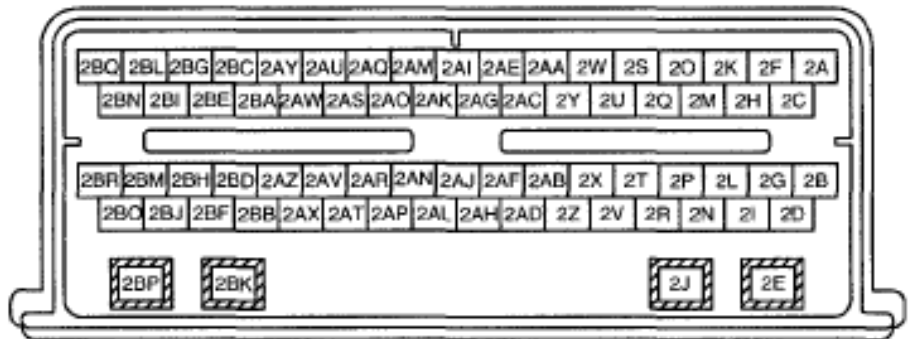 2BQ 2BL 2BG 2BC 2AY 2AU 2AQ 2AM 2AI 2AE 2AA 2W 2S 2O 2K 2F 2A
2BN 2BI 2BE 2BA 2AW 2AS 2AO 2AK 2AG 2AC 2Y 2U 2Q 2M 2H 2C
2BR 2BM 2BH 2BD 2AZ 2AV 2AR 2AN 2AJ 2AF 2AB 2X 2T 2P 2L 2G 2B
2BO 2BJ 2BF 2BB 2AX 2AT 2AP 2AL 2AH 2AD 2Z 2V 2R 2N 2I 2D
2BP 2BK 2J 2E